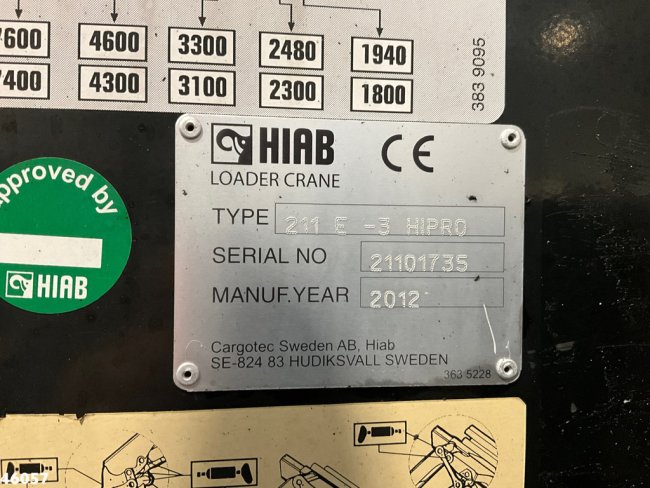 7600 4600 3300 2480 1940
7400 4300 3100 2300 1800
383 9095
HIAB CE
LOADER CRANE
TYPE 211 E -3 HIPRO
SERIAL NO 21101735
MANUF.YEAR 2012
Cargotec Sweden AB, Hiab
SE-824 83 HUDIKSVALL SWEDEN
363 5228
approved by
HIAB
46057